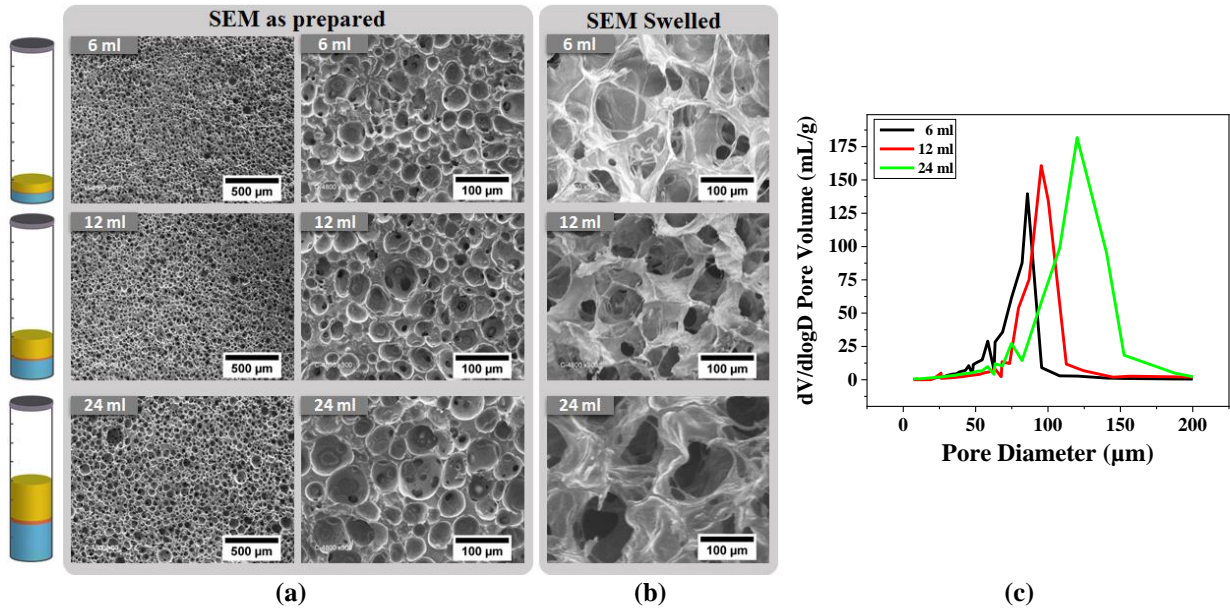 SEM as prepared
SEM Swelled
6 ml
6 ml
6 ml
500 µm
100 µm
100 µm
12 ml
12 ml
12 ml
500 µm
100 µm
100 µm
24 ml
24 ml
24 ml
500 µm
100 µm
100 µm
(a)
(b)
dV/dlogD Pore Volume (mL/g)
175
150
125
100
75
50
25
0
6 ml
12 ml
24 ml
0 50 100 150 200
Pore Diameter (µm)
(c)